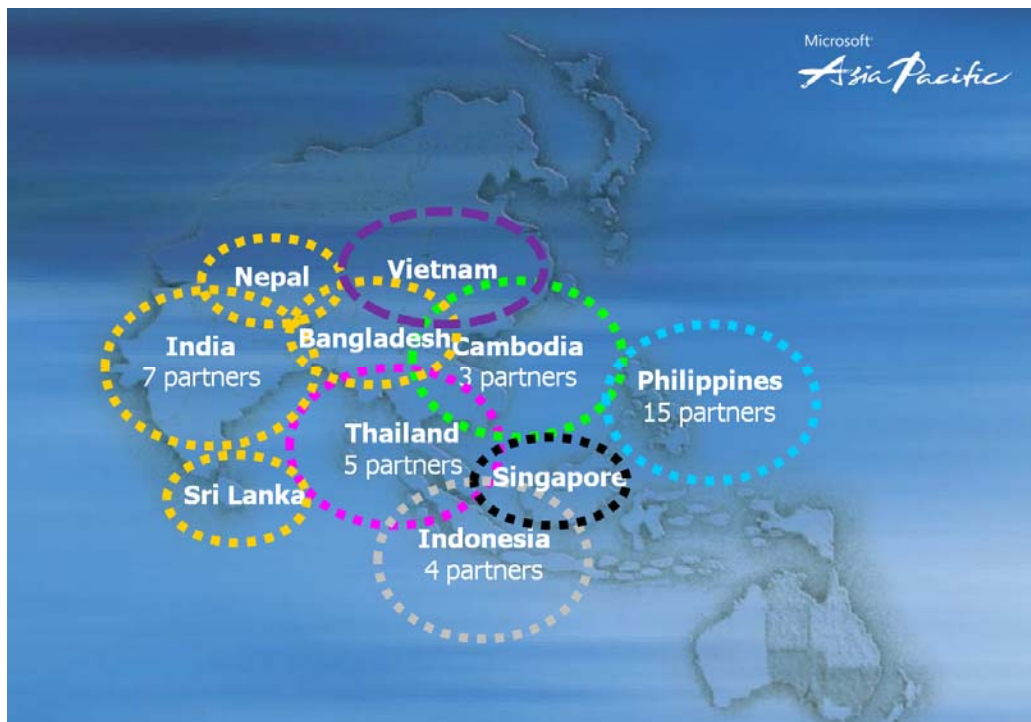 Microsoft®
Asia Pacific
Nepal
Vietnam
India
7 partners
Bangladesh
Cambodia
3 partners
Philippines
15 partners
Thailand
5 partners
Singapore
Sri Lanka
Indonesia
4 partners